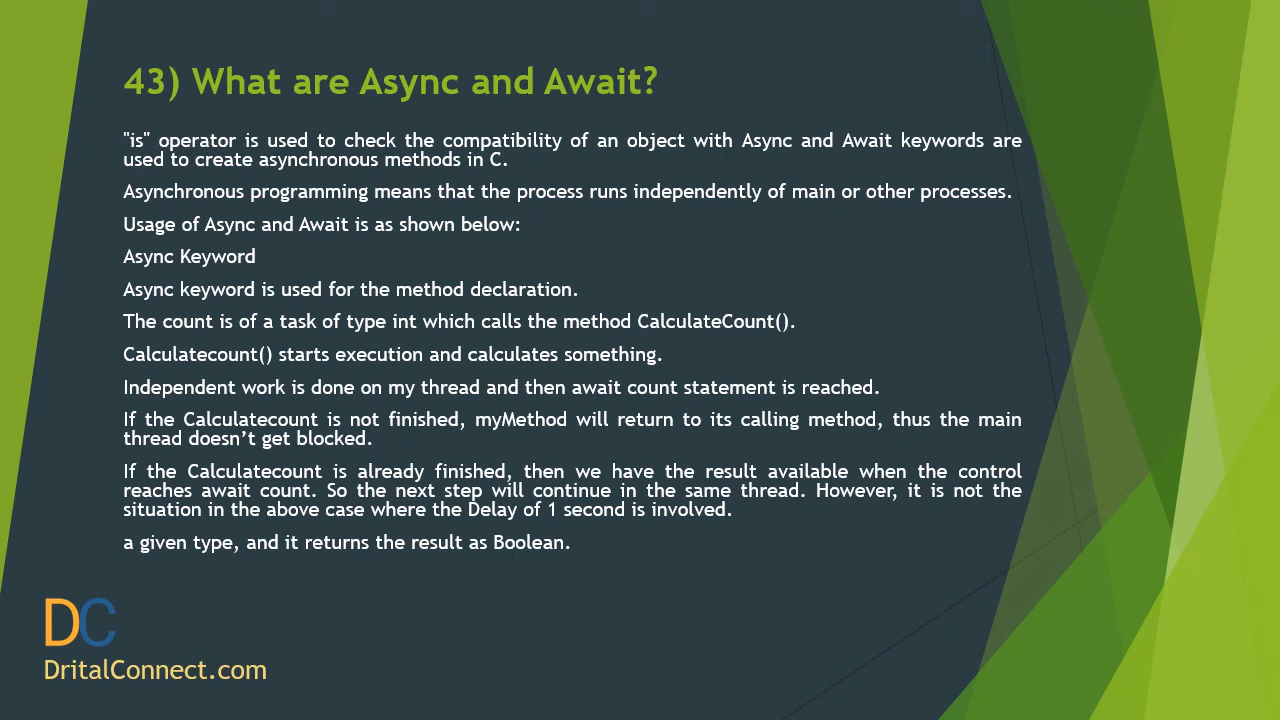 43) What are Async and Await?
"is" operator is used to check the compatibility of an object with Async and Await keywords are
used to create asynchronous methods in C.
Asynchronous programming means that the process runs independently of main or other processes.
Usage of Async and Await is as shown below:
Async Keyword
Async keyword is used for the method declaration.
The count is of a task of type int which calls the method CalculateCount().
Calculatecount() starts execution and calculates something.
Independent work is done on my thread and then await count statement is reached.
If the Calculatecount is not finished, myMethod will return to its calling method, thus the main
thread doesn’t get blocked.
If the Calculatecount is already finished, then we have the result available when the control
reaches await count. So the next step will continue in the same thread. However, it is not the
situation in the above case where the Delay of 1 second is involved.
a given type, and it returns the result as Boolean.
DC
DritalConnect.com